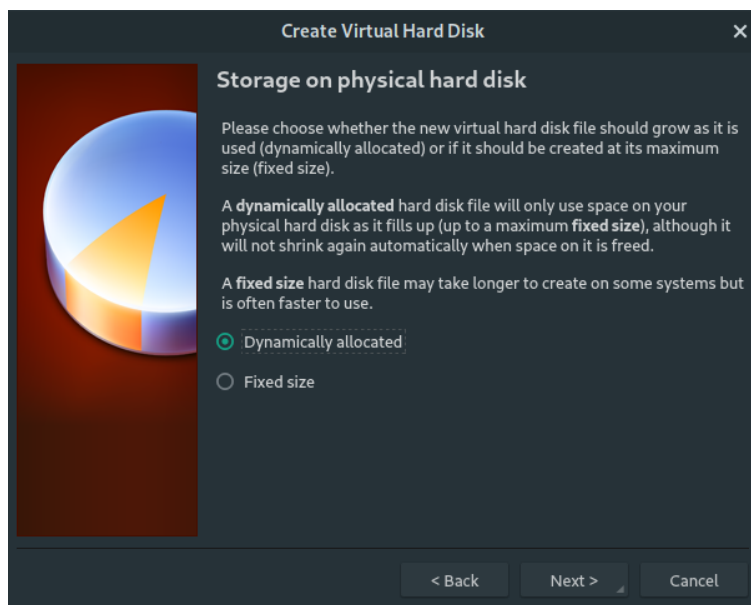 Create Virtual Hard Disk
Storage on physical hard disk
Please choose whether the new virtual hard disk file should grow as it is
used (dynamically allocated) or if it should be created at its maximum
size (fixed size).
A dynamically allocated hard disk file will only use space on your
physical hard disk as it fills up (up to a maximum fixed size), although it
will not shrink again automatically when space on it is freed.
A fixed size hard disk file may take longer to create on some systems but
is often faster to use.
Dynamically allocated
Fixed size
< Back Next > Cancel